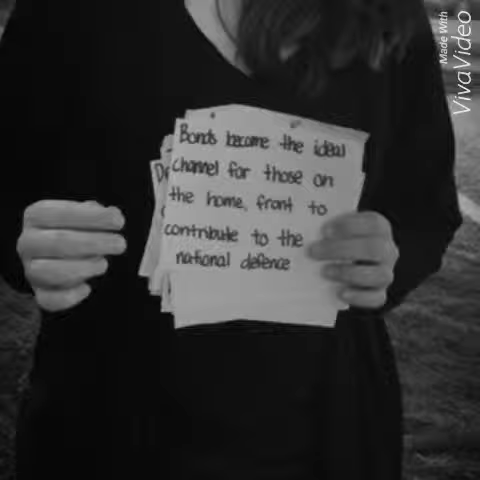 Made With
VivaVideo
Bonds become the ideal
channel for those on
the home, front to
contribute to the
national defence